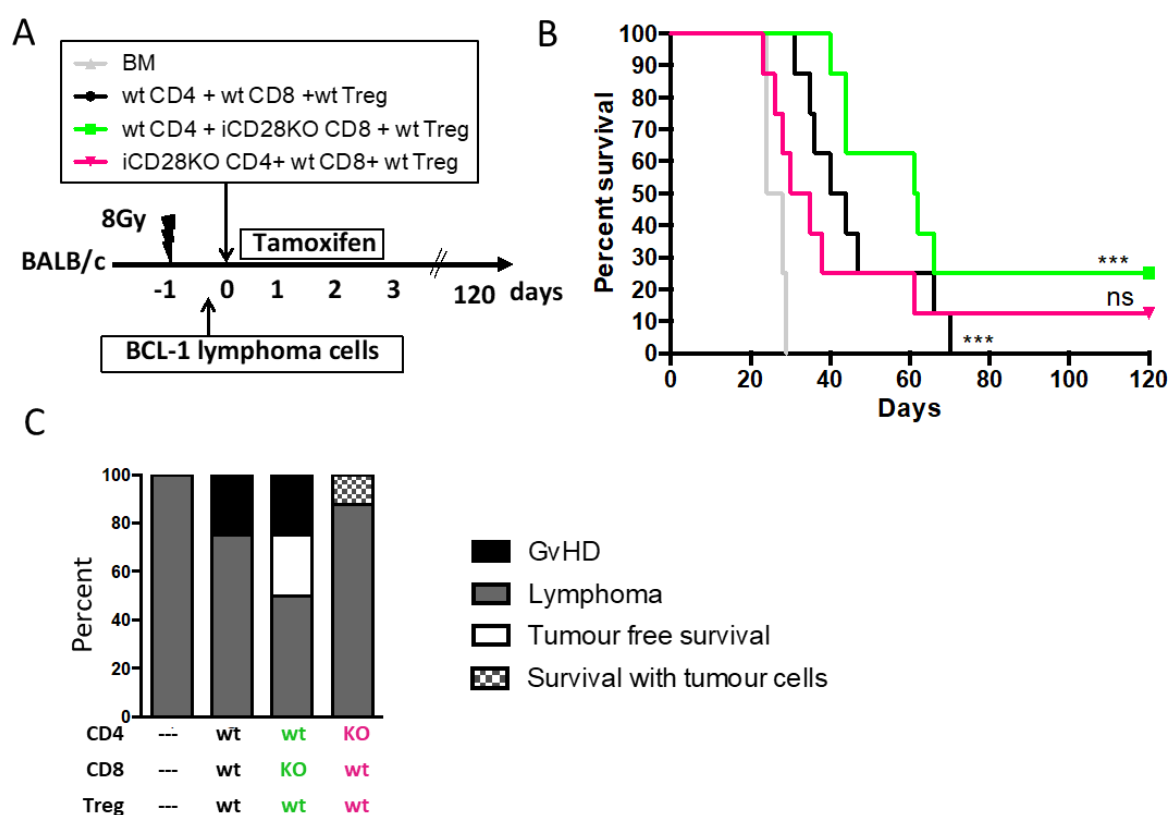 A
BM
wt CD4 + wt CD8 +wt Treg
wt CD4 + iCD28KO CD8 + wt Treg
iCD28KO CD4+ wt CD8+ wt Treg
8Gy
Tamoxifen
BALB/c
-1 0 1 2 3 120 days
BCL-1 lymphoma cells
B
Percent survival
100
90
80
70
60
50
40
30
20
10
0
***
ns
***
0 20 40 60 80 100 120
Days
C
Percent
100
80
60
40
20
0
CD4 --- wt wt KO
CD8 --- wt KO wt
Treg --- wt wt wt
GvHD
Lymphoma
Tumour free survival
Survival with tumour cells